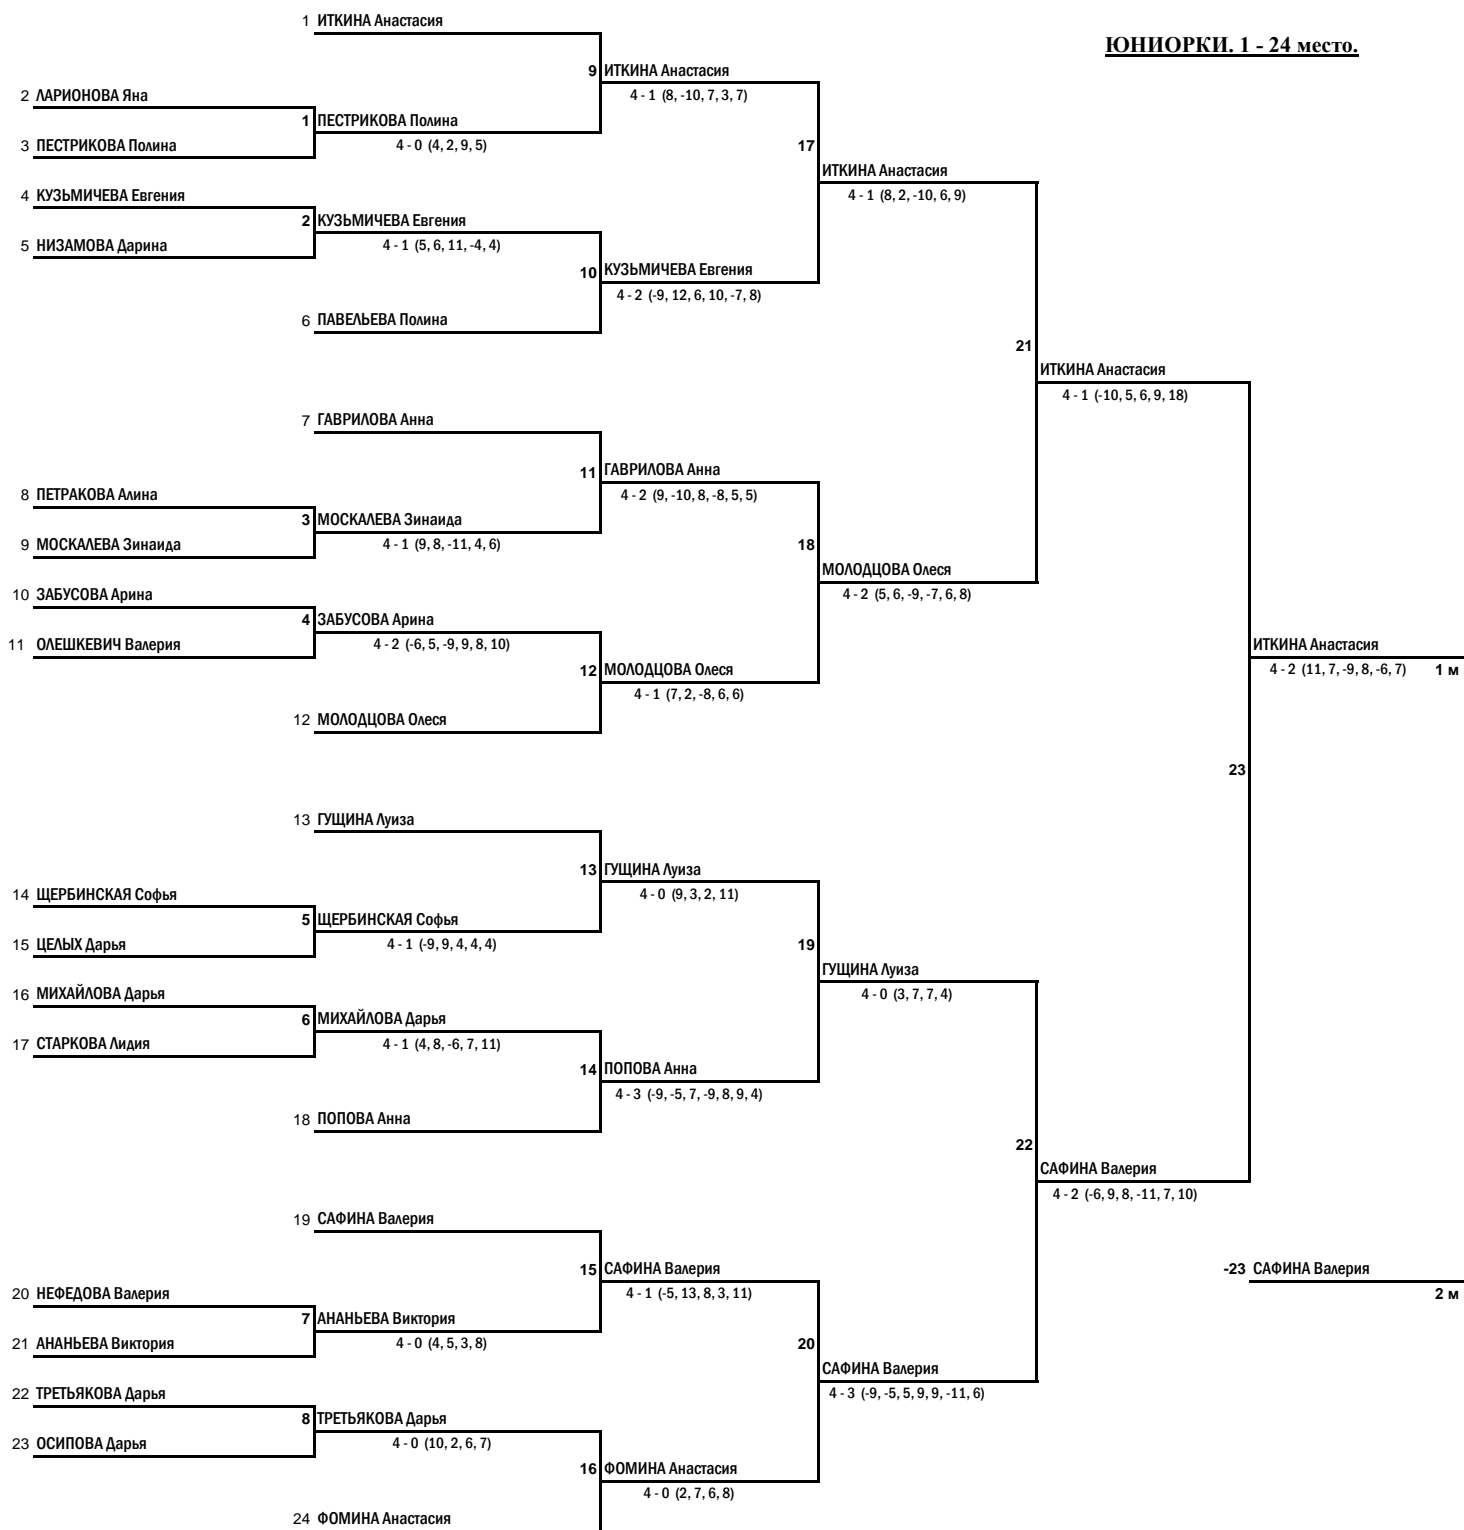 1 ИТКИНА Анастасия
ЮНИОРКИ. 1 - 24 место.
9 ИТКИНА Анастасия
2 ЛАРИОНОВА Яна
4 - 1 (8, -10, 7, 3, 7)
1 ПЕСТРИКОВА Полина
3 ПЕСТРИКОВА Полина
4 - 0 (4, 2, 9, 5)
17
ИТКИНА Анастасия
4 КУЗЬМИЧЕВА Евгения
4 - 1 (8, 2, -10, 6, 9)
2 КУЗЬМИЧЕВА Евгения
5 НИЗАМОВА Дарина
4 - 1 (5, 6, 11, -4, 4)
10 КУЗЬМИЧЕВА Евгения
4 - 2 (-9, 12, 6, 10, -7, 8)
6 ПАВЕЛЬЕВА Полина
21
ИТКИНА Анастасия
4 - 1 (-10, 5, 6, 9, 18)
7 ГАВРИЛОВА Анна
11 ГАВРИЛОВА Анна
8 ПЕТРАКОВА Алина
4 - 2 (9, -10, 8, -8, 5, 5)
3 МОСКАЛЕВА Зинаида
9 МОСКАЛЕВА Зинаида
4 - 1 (9, 8, -11, 4, 6)
18
МОЛОДЦОВА Олеся
10 ЗАБУСОВА Арина
4 - 2 (5, 6, -9, -7, 6, 8)
4 ЗАБУСОВА Арина
11 ОЛЕШКЕВИЧ Валерия
4 - 2 (-6, 5, -9, 9, 8, 10)
ИТКИНА Анастасия
12 МОЛОДЦОВА Олеся
4 - 2 (11, 7, -9, 8, -6, 7) 1 м
4 - 1 (7, 2, -8, 6, 6)
12 МОЛОДЦОВА Олеся
23
13 ГУЩИНА Луиза
13 ГУЩИНА Луиза
14 ЩЕРБИНСКАЯ Софья
4 - 0 (9, 3, 2, 11)
5 ЩЕРБИНСКАЯ Софья
15 ЦЕЛЫХ Дарья
4 - 1 (-9, 9, 4, 4, 4)
19
ГУЩИНА Луиза
16 МИХАЙЛОВА Дарья
4 - 0 (3, 7, 7, 4)
6 МИХАЙЛОВА Дарья
17 СТАРКОВА Лидия
4 - 1 (4, 8, -6, 7, 11)
14 ПОПОВА Анна
4 - 3 (-9, -5, 7, -9, 8, 9, 4)
18 ПОПОВА Анна
22
САФИНА Валерия
4 - 2 (-6, 9, 8, -11, 7, 10)
19 САФИНА Валерия
15 САФИНА Валерия
-23 САФИНА Валерия
20 НЕФЕДОВА Валерия
4 - 1 (-5, 13, 8, 3, 11)
2 м
7 АНАНЬЕВА Виктория
21 АНАНЬЕВА Виктория
4 - 0 (4, 5, 3, 8)
20
САФИНА Валерия
22 ТРЕТЬЯКОВА Дарья
4 - 3 (-9, -5, 5, 9, 9, -11, 6)
8 ТРЕТЬЯКОВА Дарья
23 ОСИПОВА Дарья
4 - 0 (10, 2, 6, 7)
16 ФОМИНА Анастасия
4 - 0 (2, 7, 6, 8)
24 ФОМИНА Анастасия